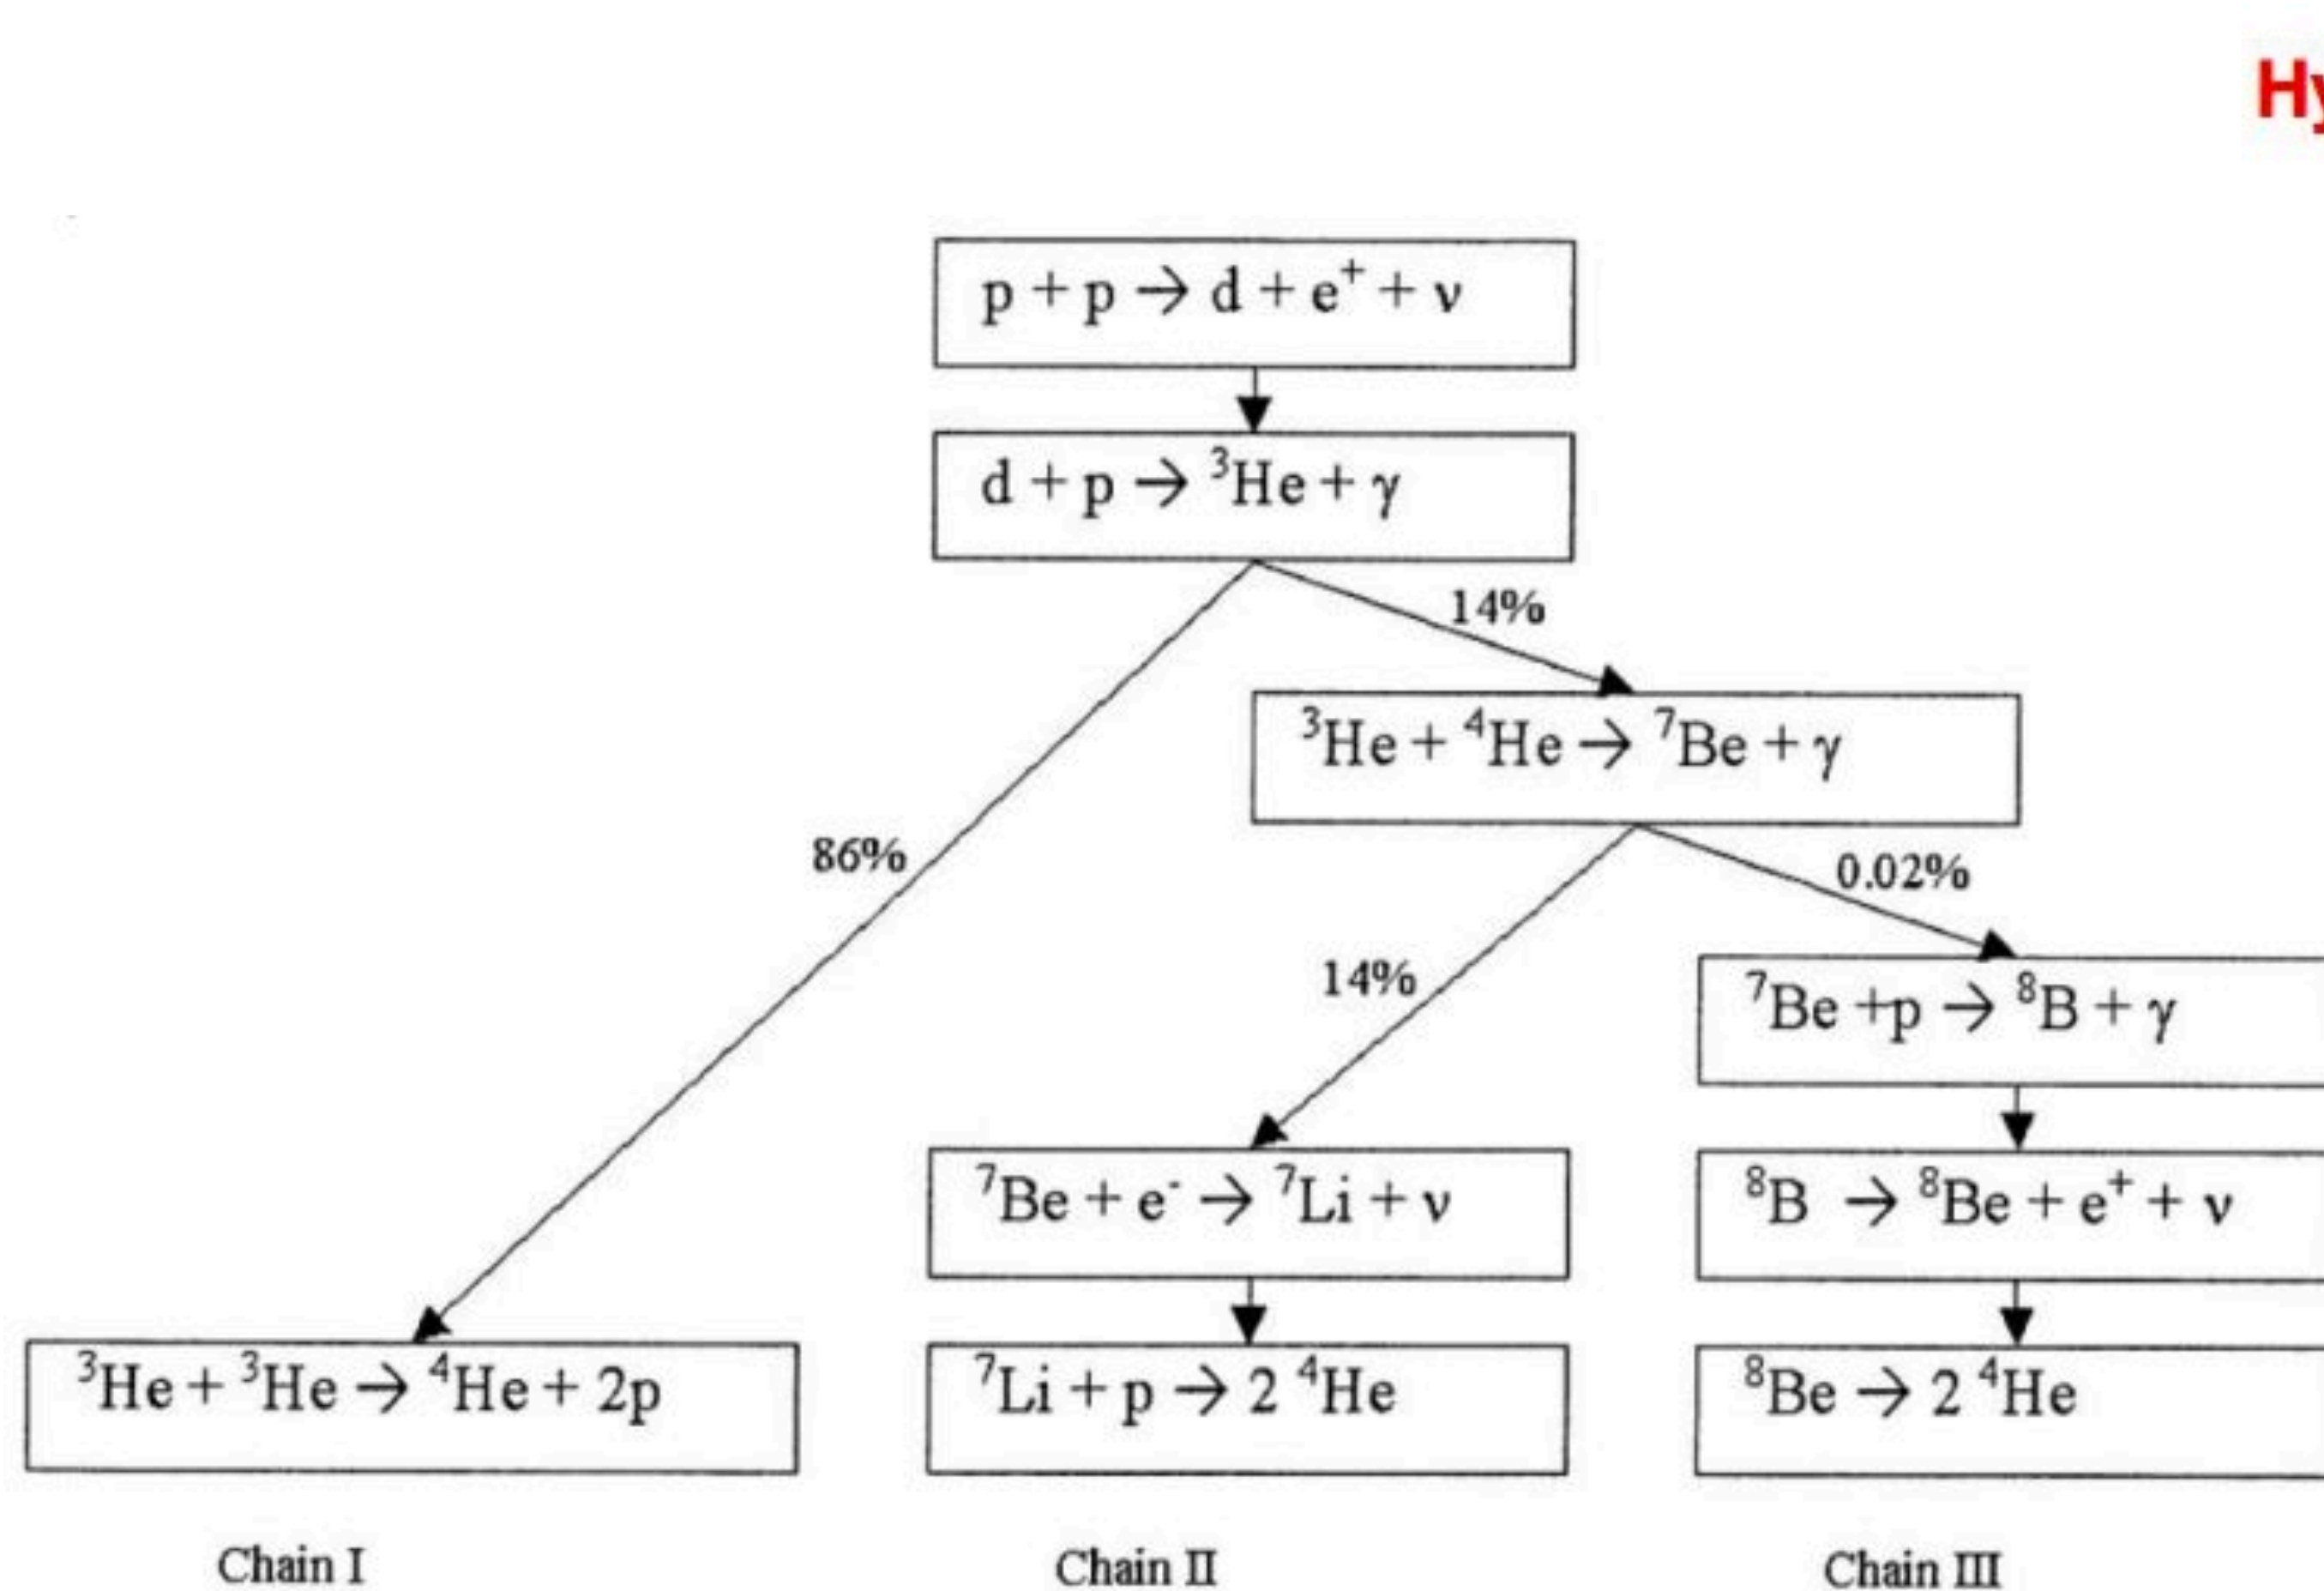 Hy
p + p → d + e⁺ + ν
d + p → ³He + γ
14%
³He + ⁴He → ⁷Be + γ
86%
0.02%
14%
⁷Be +p → ⁸B + γ
⁷Be + e⁻ → ⁷Li + ν
⁸B → ⁸Be + e⁺ + ν
³He + ³He → ⁴He + 2p
⁷Li + p → 2 ⁴He
⁸Be → 2 ⁴He
Chain I
Chain II
Chain III